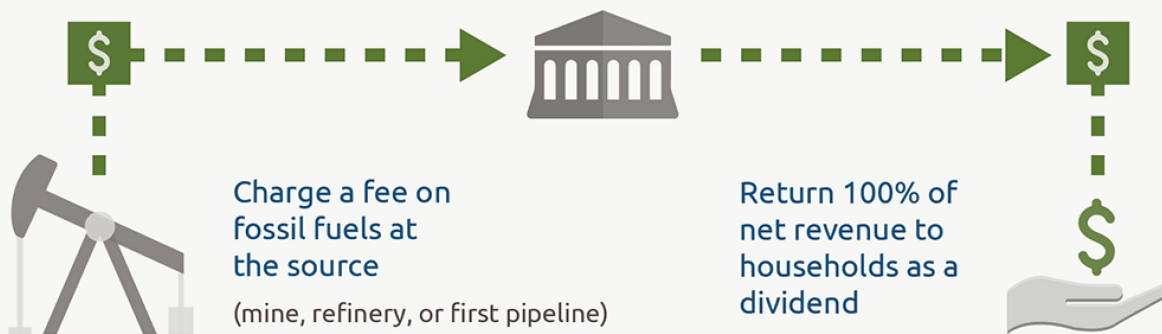 $
$
Charge a fee on
fossil fuels at
the source
(mine, refinery, or first pipeline)
Return 100% of
net revenue to
households as a
dividend
$